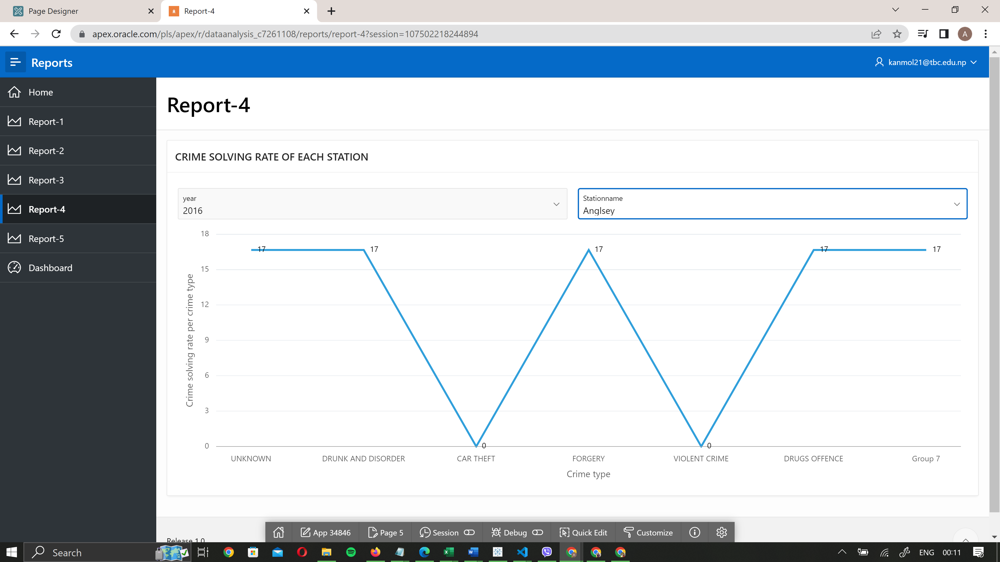 Page Designer
Report-4
apex.oracle.com/pls/apex/r/dataanalysis_c7261108/reports/report-4?session=107502218244894
A
Reports
kanmol21@tbc.edu.np
Home
Report-1
Report-2
Report-3
Report-4
Report-5
Dashboard
Report-4
CRIME SOLVING RATE OF EACH STATION
year
2016
Stationname
Anglsey
Crime solving rate per crime type
18
15
12
9
6
3
0
17
17
0
17
0
17
17
UNKNOWN
DRUNK AND DISORDER
CAR THEFT
FORGERY
VIOLENT CRIME
DRUGS OFFENCE
Group 7
Crime type
Release 1.0
App 34846
Page 5
Session
Debug
Quick Edit
Customize
Search
ENG
00:11